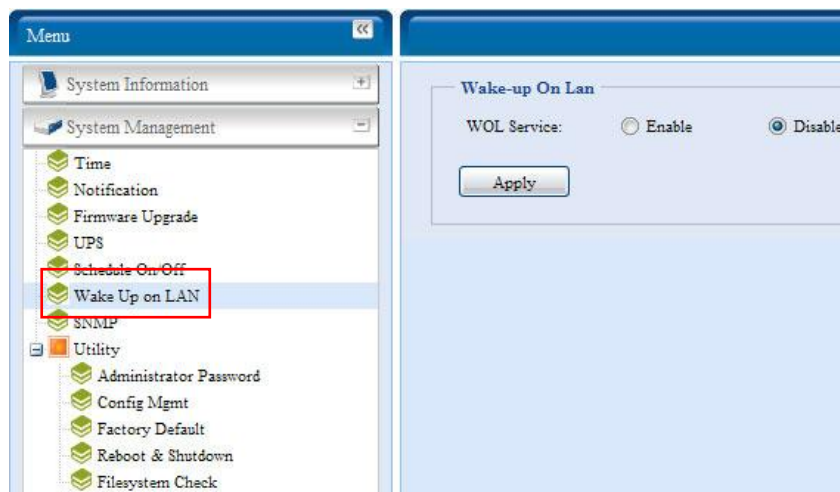 Menu
System Information
System Management
Time
Notification
Firmware Upgrade
UPS
Schedule On/Off
Wake Up on LAN
SNMP
Utility
Administrator Password
Config Mgmt
Factory Default
Reboot & Shutdown
Filesystem Check
Wake-up On Lan
WOL Service: Enable Disable
Apply